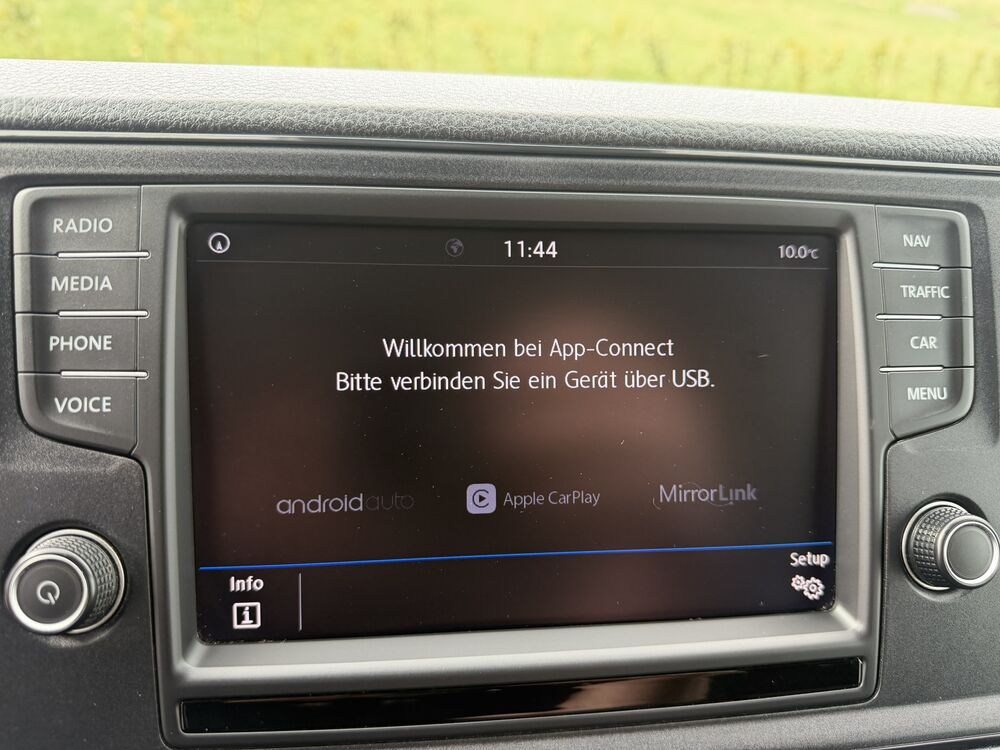 RADIO
MEDIA
PHONE
VOICE
11:44
10.0°C
Willkommen bei App-Connect
Bitte verbinden Sie ein Gerät über USB.
androidauto
Apple CarPlay
MirrorLink
Info
i
Setup
NAV
TRAFFIC
CAR
MENU